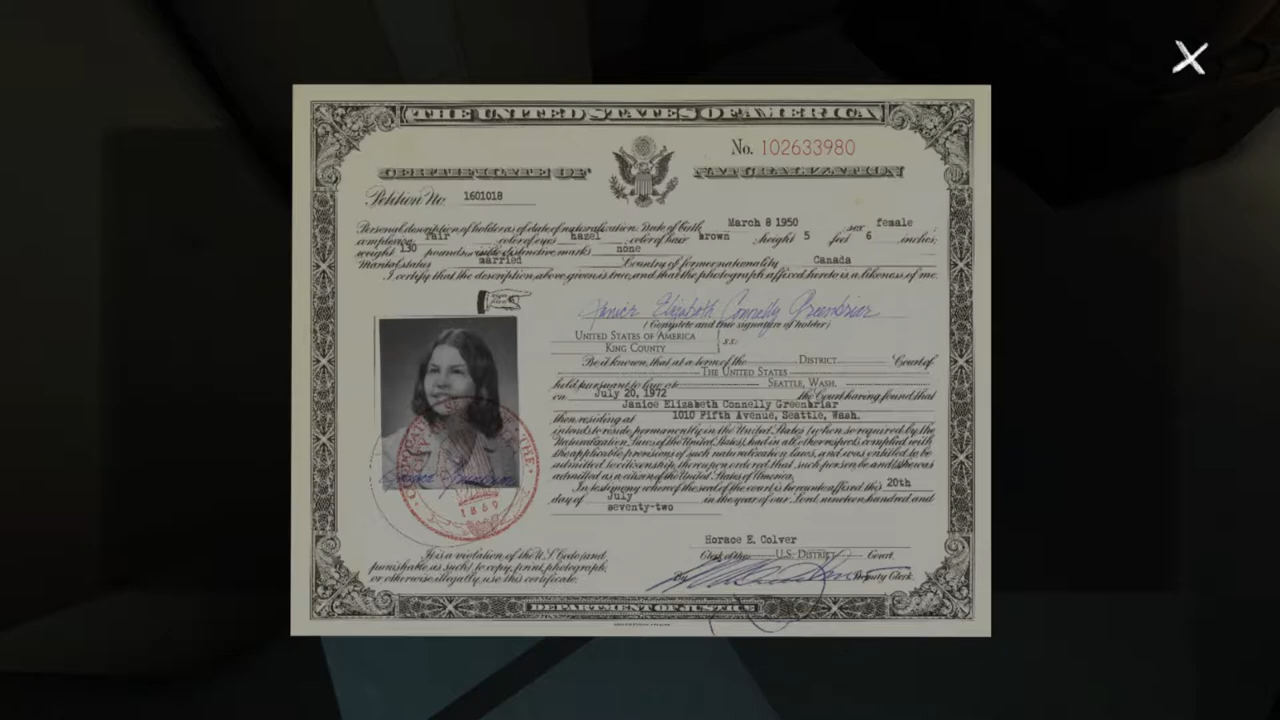 THE UNITED STATES OF AMERICA
No. 102633980
CERTIFICATE OF NATURALIZATION
Petition No. 1601018
Personal description of holder as of date of naturalization. Date of birth March 8 1950 sex female
complexion fair color of eyes hazel color of hair brown height 5 feet 6 inches;
weight 130 pounds visible distinctive marks none
Marital status married Country of former nationality Canada
I certify that the description above given is true, and that the photograph affixed hereto is a likeness of me.
Janice Elizabeth Connelly Greenbriar
(Complete and true signature of holder)
UNITED STATES OF AMERICA
KING COUNTY
ss:
Be it known, that at a term of the DISTRICT Court of
THE UNITED STATES
held pursuant to law at SEATTLE, WASH.
on July 20, 1972 the Court having found that
Janice Elizabeth Connelly Greenbriar
then residing at 1010 Fifth Avenue, Seattle, Wash.
intends to reside permanently in the United States (when so required by the
Naturalization Laws of the United States), had in all other respects complied with
the applicable provisions of such naturalization laws, and was entitled to be
admitted to citizenship, thereupon ordered that such person be and (s)he was
admitted as a citizen of the United States of America.
In testimony whereof the seal of the court is hereunto affixed this 20th
day of July in the year of our Lord nineteen hundred and
seventy-two
1869
It is a violation of the U.S. Code (and
punishable as such) to copy, print, photograph,
or otherwise illegally use this certificate.
Horace E. Colver
Clerk of the U.S. DISTRICT Court
By Deputy Clerk.
DEPARTMENT OF JUSTICE